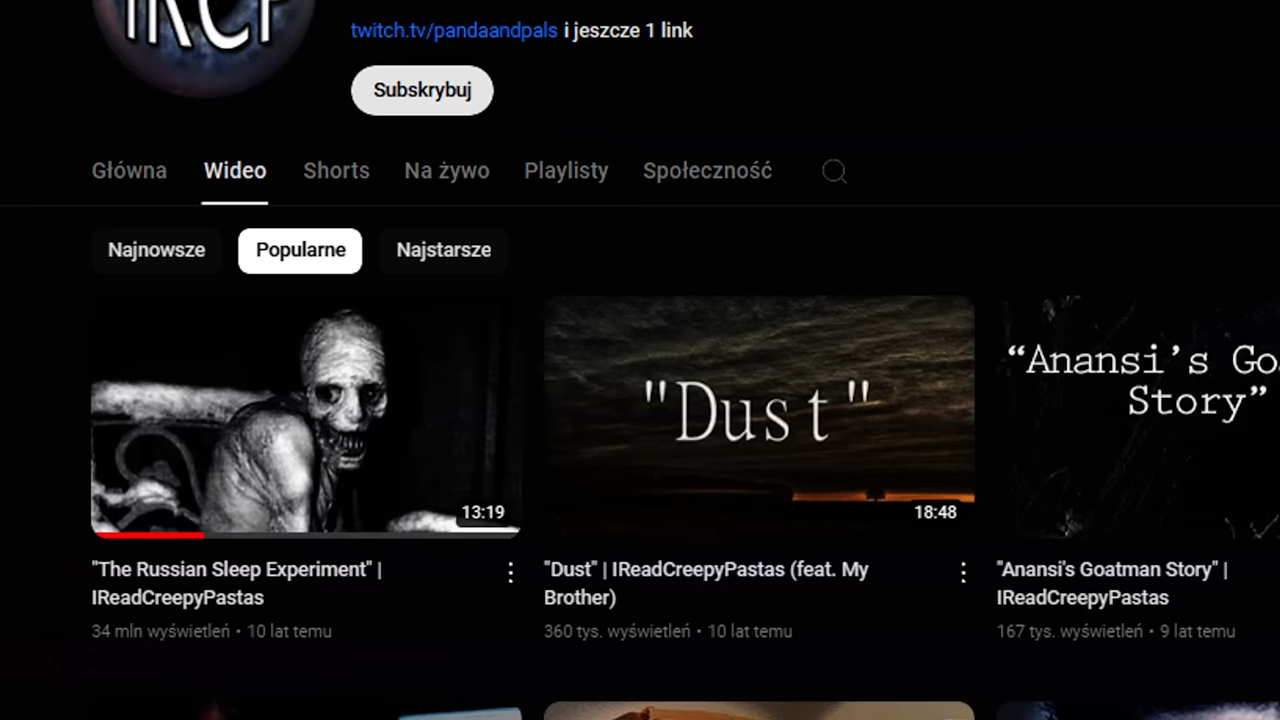 IRCP
twitch.tv/pandaandpals i jeszcze 1 link
Subskrybuj
Główna Wideo Shorts Na żywo Playlisty Społeczność
Najnowsze Popularne Najstarsze
"Dust"
“Anansi’s Go
Story”
13:19
18:48
"The Russian Sleep Experiment" |
IReadCreepyPastas
34 mln wyświetleń • 10 lat temu
"Dust" | IReadCreepyPastas (feat. My
Brother)
360 tys. wyświetleń • 10 lat temu
"Anansi's Goatman Story" |
IReadCreepyPastas
167 tys. wyświetleń • 9 lat temu